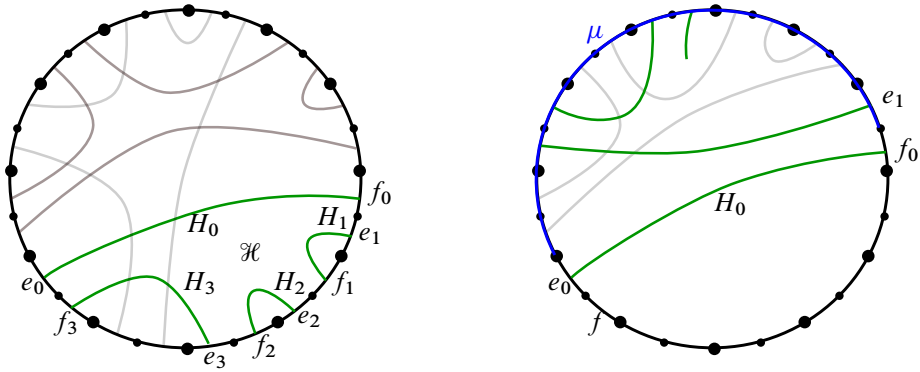 μ
e₁
f₀
f₀
H₀
H₁
e₁
H₀
ℋ
e₀
H₃
H₂
f₁
e₀
f₃
e₂
f
e₃
f₂